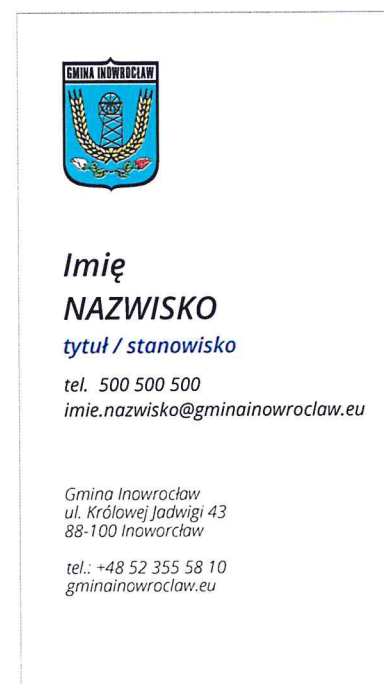 GMINA INOWROCŁAW
Imię
NAZWISKO
tytuł / stanowisko
tel. 500 500 500
imie.nazwisko@gminainowroclaw.eu
Gmina Inowrocław
ul. Królowej Jadwigi 43
88-100 Inoworcław
tel.: +48 52 355 58 10
gminainowroclaw.eu